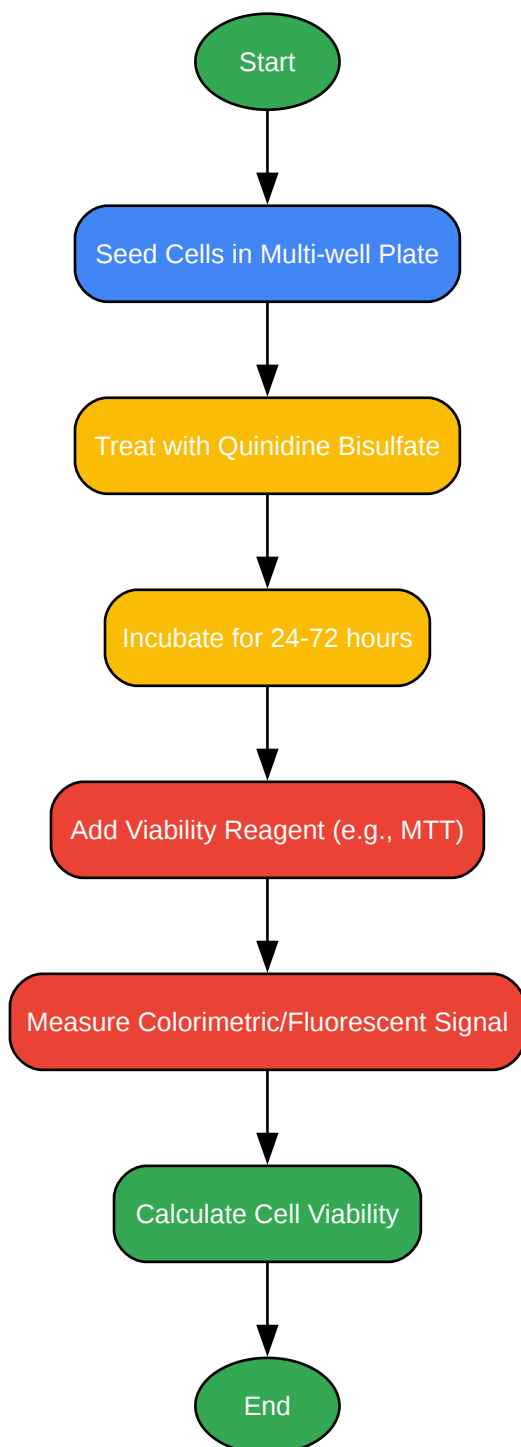 Start
Seed Cells in Multi-well Plate
Treat with Quinidine Bisulfate
Incubate for 24-72 hours
Add Viability Reagent (e.g., MTT)
Measure Colorimetric/Fluorescent Signal
Calculate Cell Viability
End